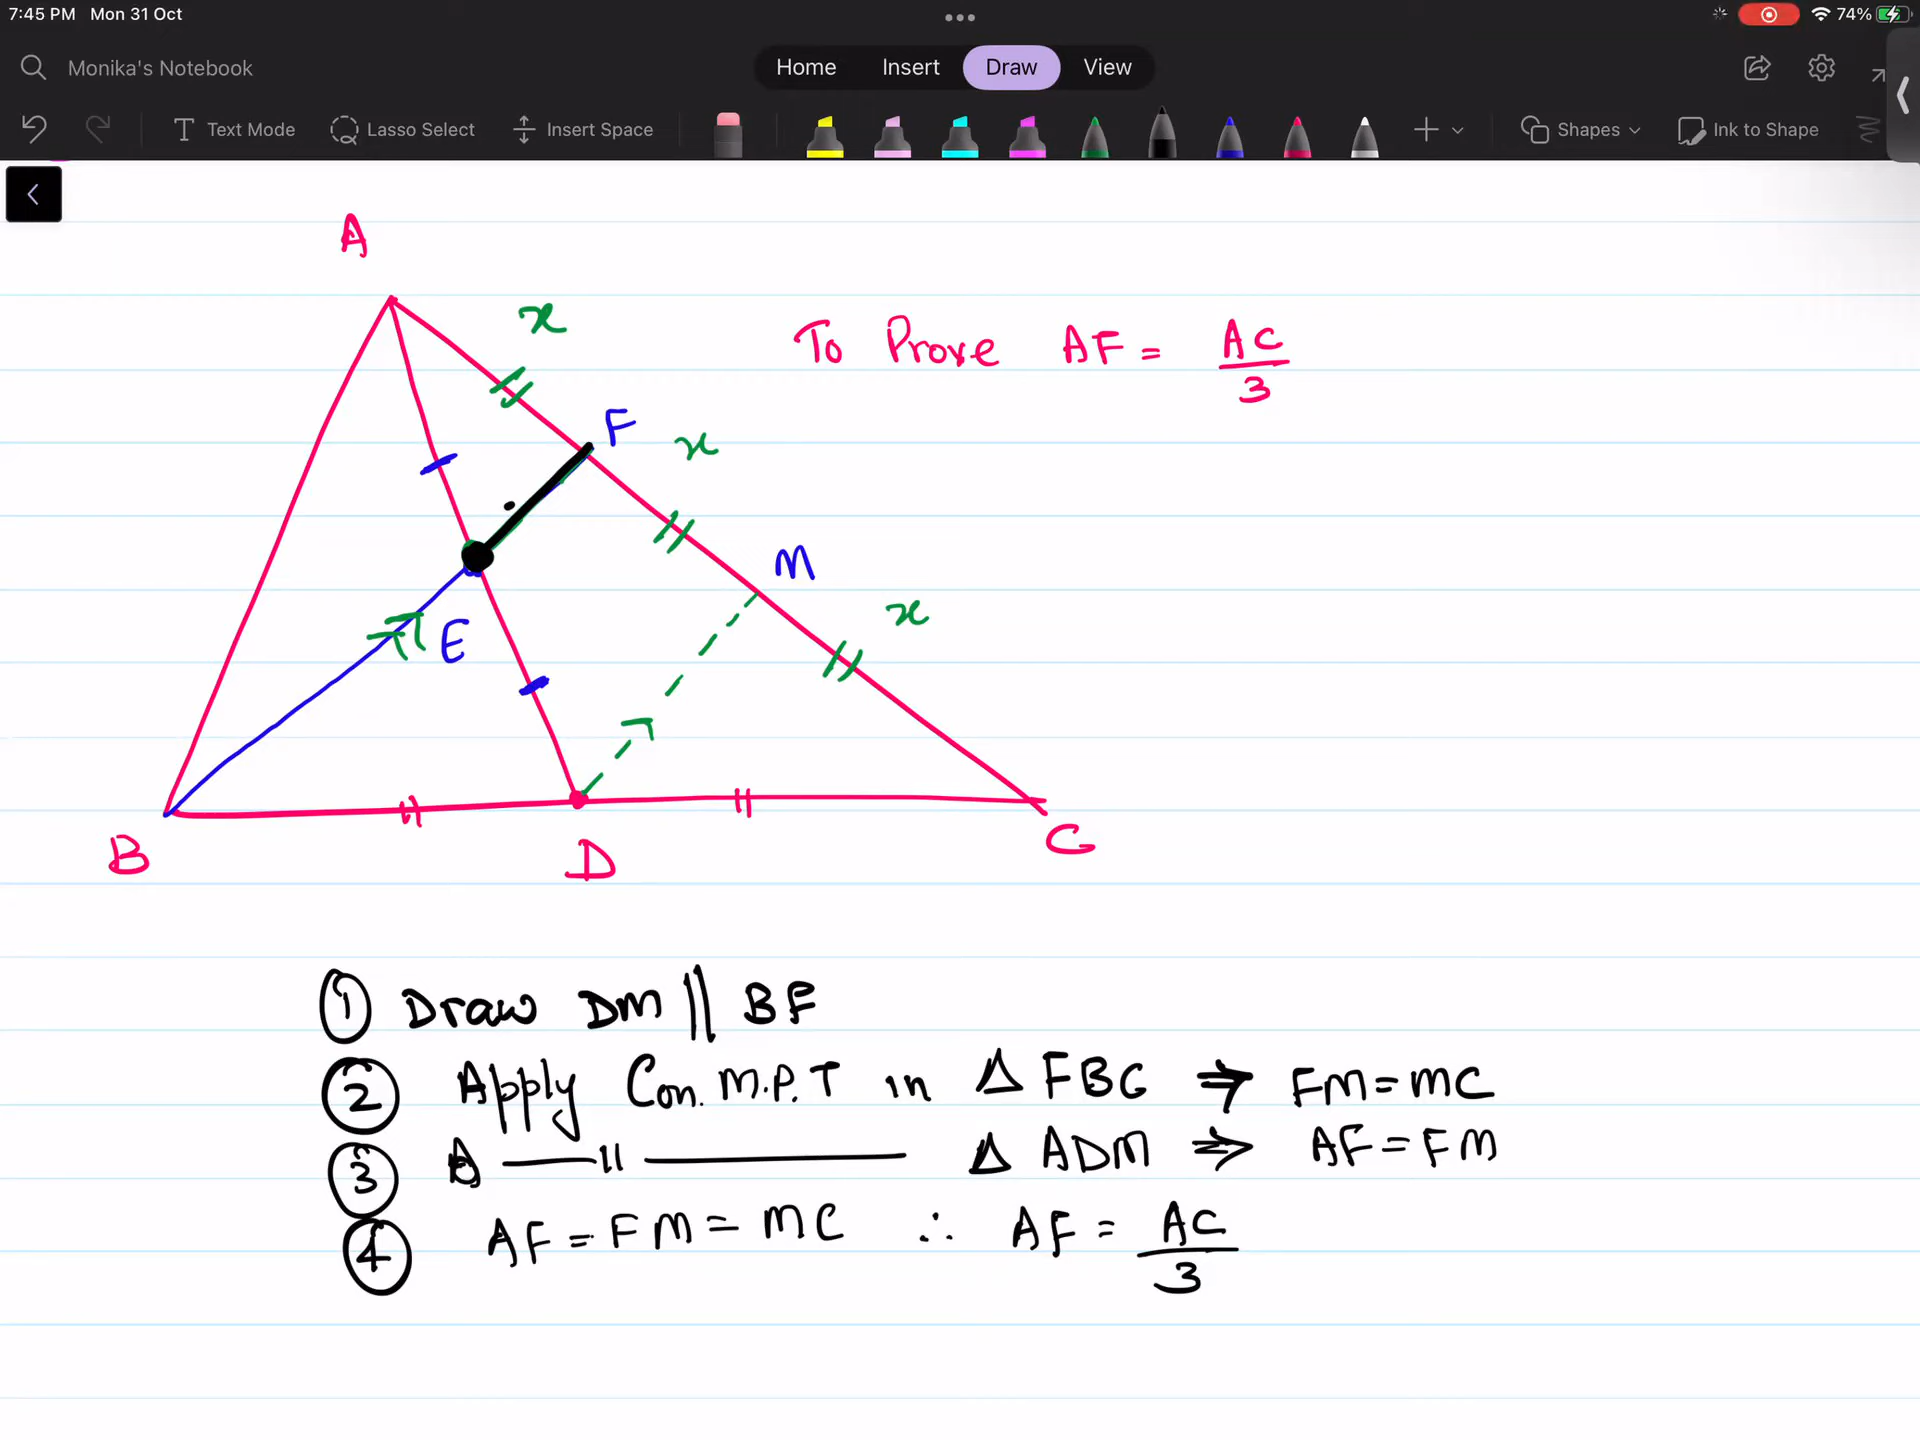 7:45 PM Mon 31 Oct
74%
Monika's Notebook
Home Insert Draw View
Text Mode Lasso Select Insert Space Shapes Ink to Shape
A
x
To Prove AF = AC/3
F
x
M
x
E
B
D
C
① Draw DM || BF
② Apply Con. M.P.T in Δ FBC ⇒ FM = MC
③ —— 〃 —— Δ ADM ⇒ AF = FM
④ AF = FM = MC ∴ AF = AC/3